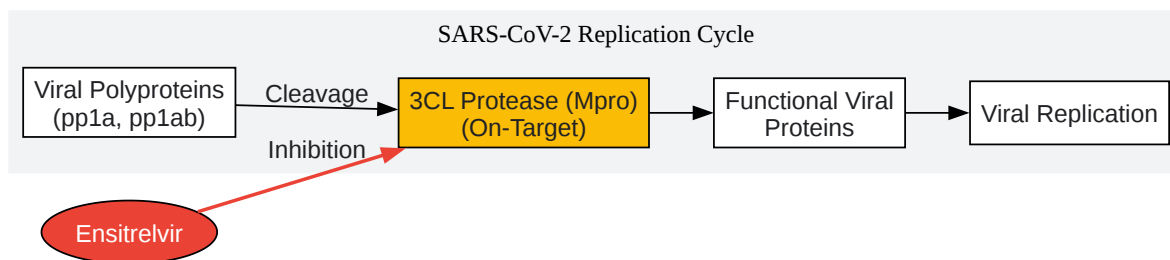 SARS-CoV-2 Replication Cycle
Viral Polyproteins
(pp1a, pp1ab)
Cleavage
3CL Protease (Mpro)
(On-Target)
Functional Viral
Proteins
Viral Replication
Inhibition
Ensitrelvir